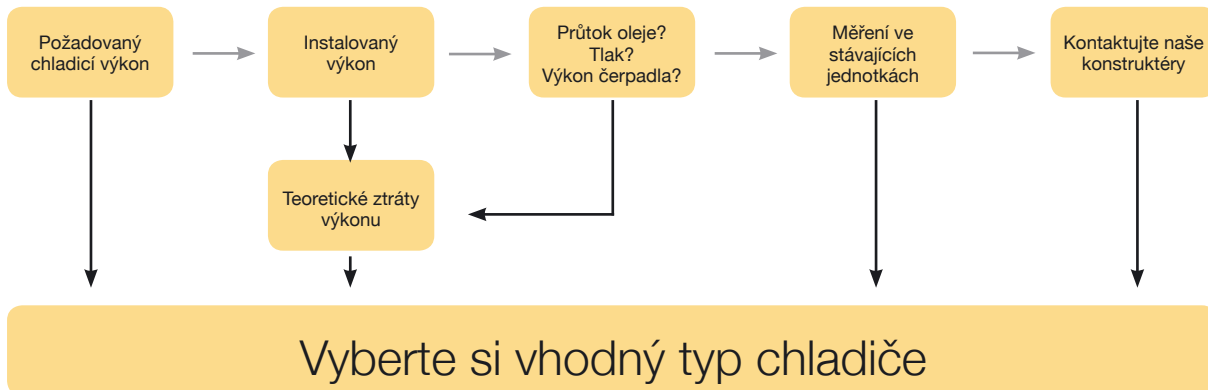 Požadovaný
chladicí výkon
Instalovaný
výkon
Průtok oleje?
Tlak?
Výkon čerpadla?
Měření ve
stávajících
jednotkách
Kontaktujte naše
konstruktéry
Teoretické ztráty
výkonu
Vyberte si vhodný typ chladiče